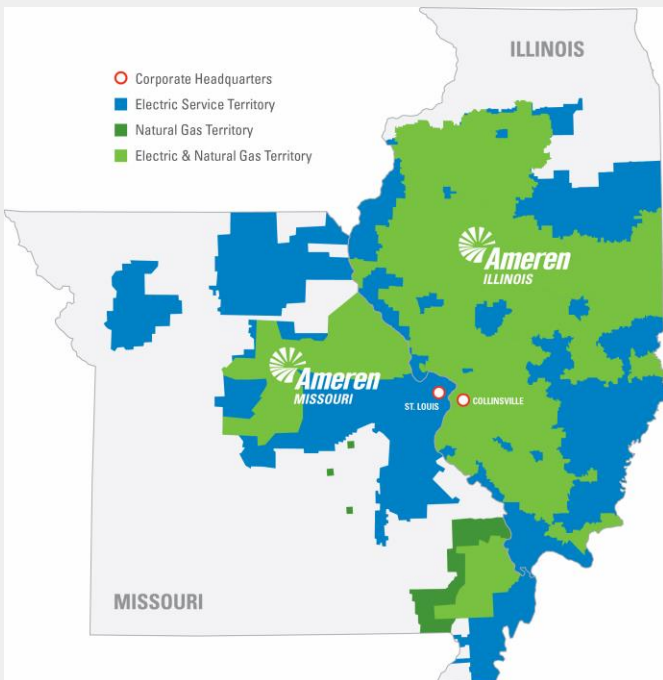 ILLINOIS
Corporate Headquarters
Electric Service Territory
Natural Gas Territory
Electric & Natural Gas Territory
Ameren
ILLINOIS
Ameren
MISSOURI
ST. LOUIS
COLLINSVILLE
MISSOURI